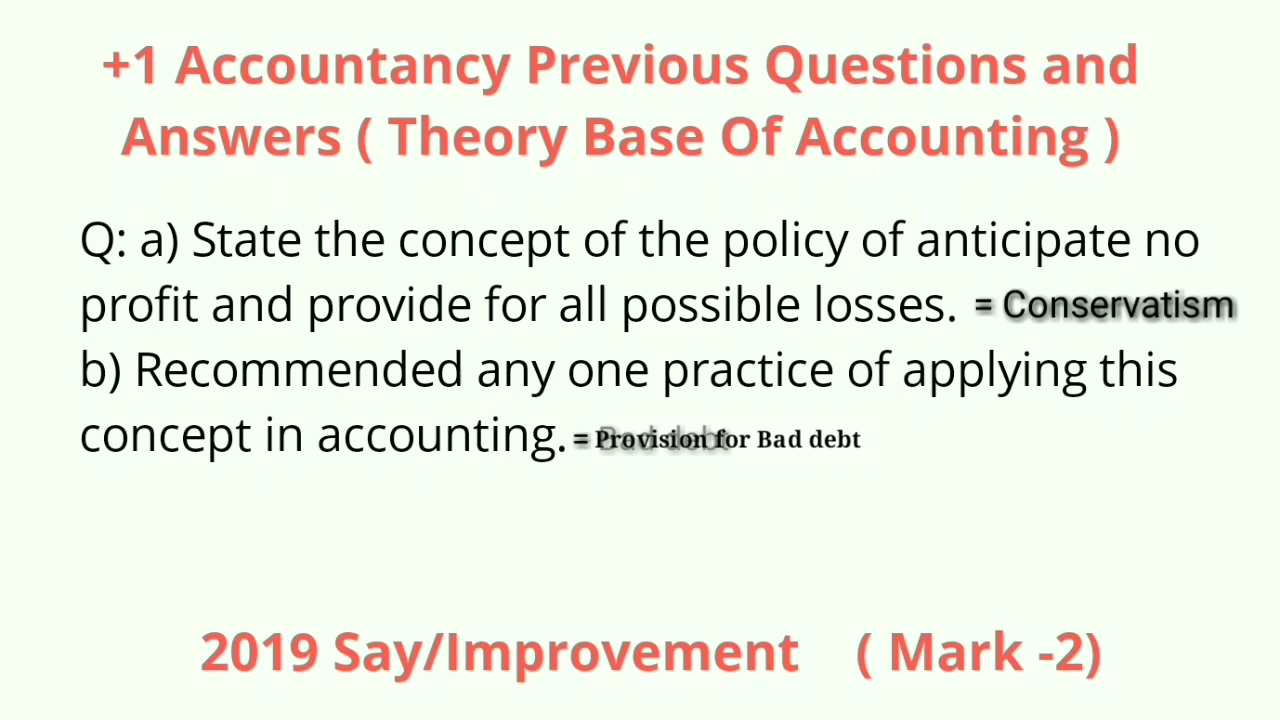 +1 Accountancy Previous Questions and
Answers ( Theory Base Of Accounting )
Q: a) State the concept of the policy of anticipate no
profit and provide for all possible losses. = Conservatism
b) Recommended any one practice of applying this
concept in accounting. = Provision for Bad debt
2019 Say/Improvement ( Mark -2)